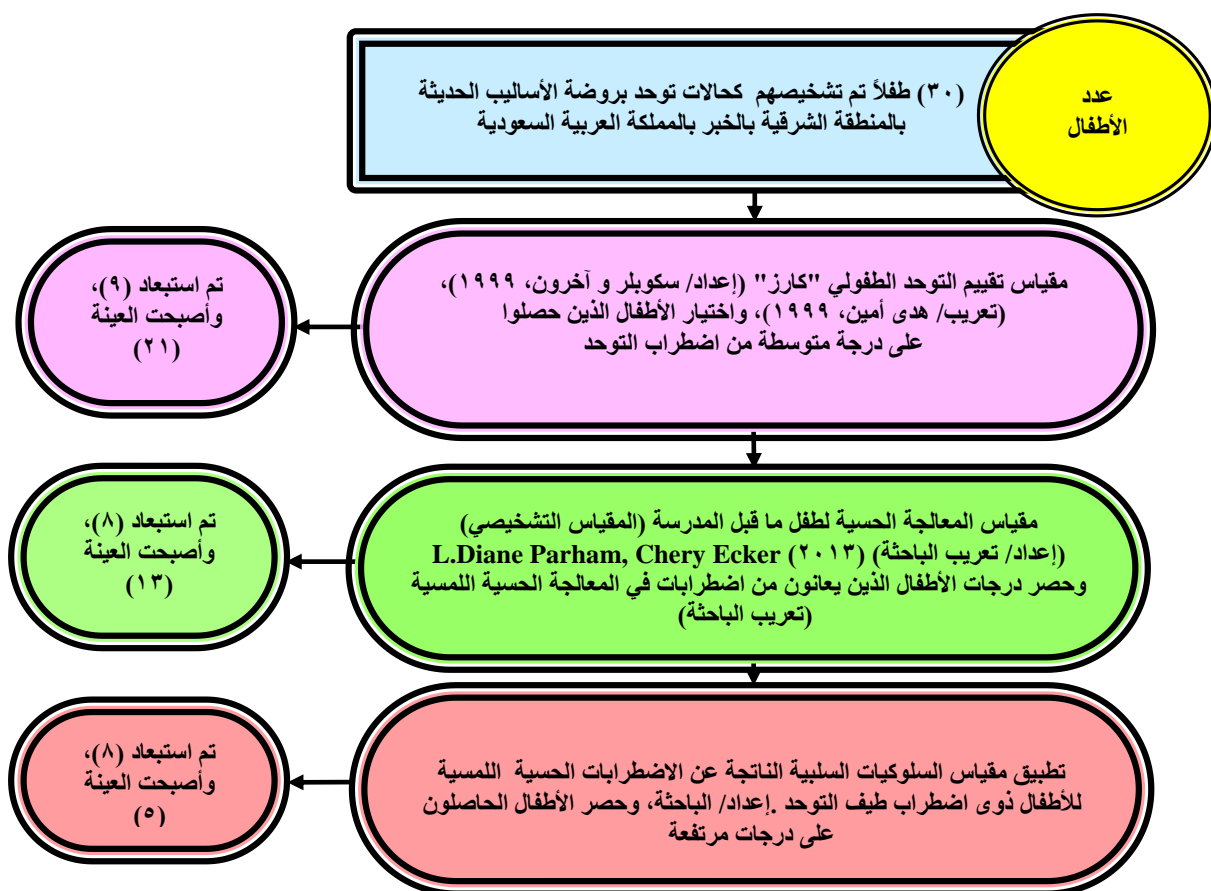 عدد
الأطفال
(٣٠) طفلاً تم تشخيصهم كحالات توحد بروضة الأساليب الحديثة
بالمنطقة الشرقية بالخبر بالمملكة العربية السعودية
مقياس تقييم التوحد الطفولي "كارز" (إعداد/ سكوبلر و آخرون، ١٩٩٩)،
(تعريب/ هدى أمين، ١٩٩٩)، واختيار الأطفال الذين حصلوا
على درجة متوسطة من اضطراب التوحد
تم استبعاد (٩)،
وأصبحت العينة
(٢١)
مقياس المعالجة الحسية لطفل ما قبل المدرسة (المقياس التشخيصي)
(إعداد/ تعريب الباحثة) (٢٠١٣) L.Diane Parham, Chery Ecker
وحصر درجات الأطفال الذين يعانون من اضطرابات في المعالجة الحسية اللمسية
(تعريب الباحثة)
تم استبعاد (٨)،
وأصبحت العينة
(١٣)
تطبيق مقياس السلوكيات السلبية الناتجة عن الاضطرابات الحسية اللمسية
للأطفال ذوى اضطراب طيف التوحد .إعداد/ الباحثة، وحصر الأطفال الحاصلون
على درجات مرتفعة
تم استبعاد (٨)،
وأصبحت العينة
(٥)